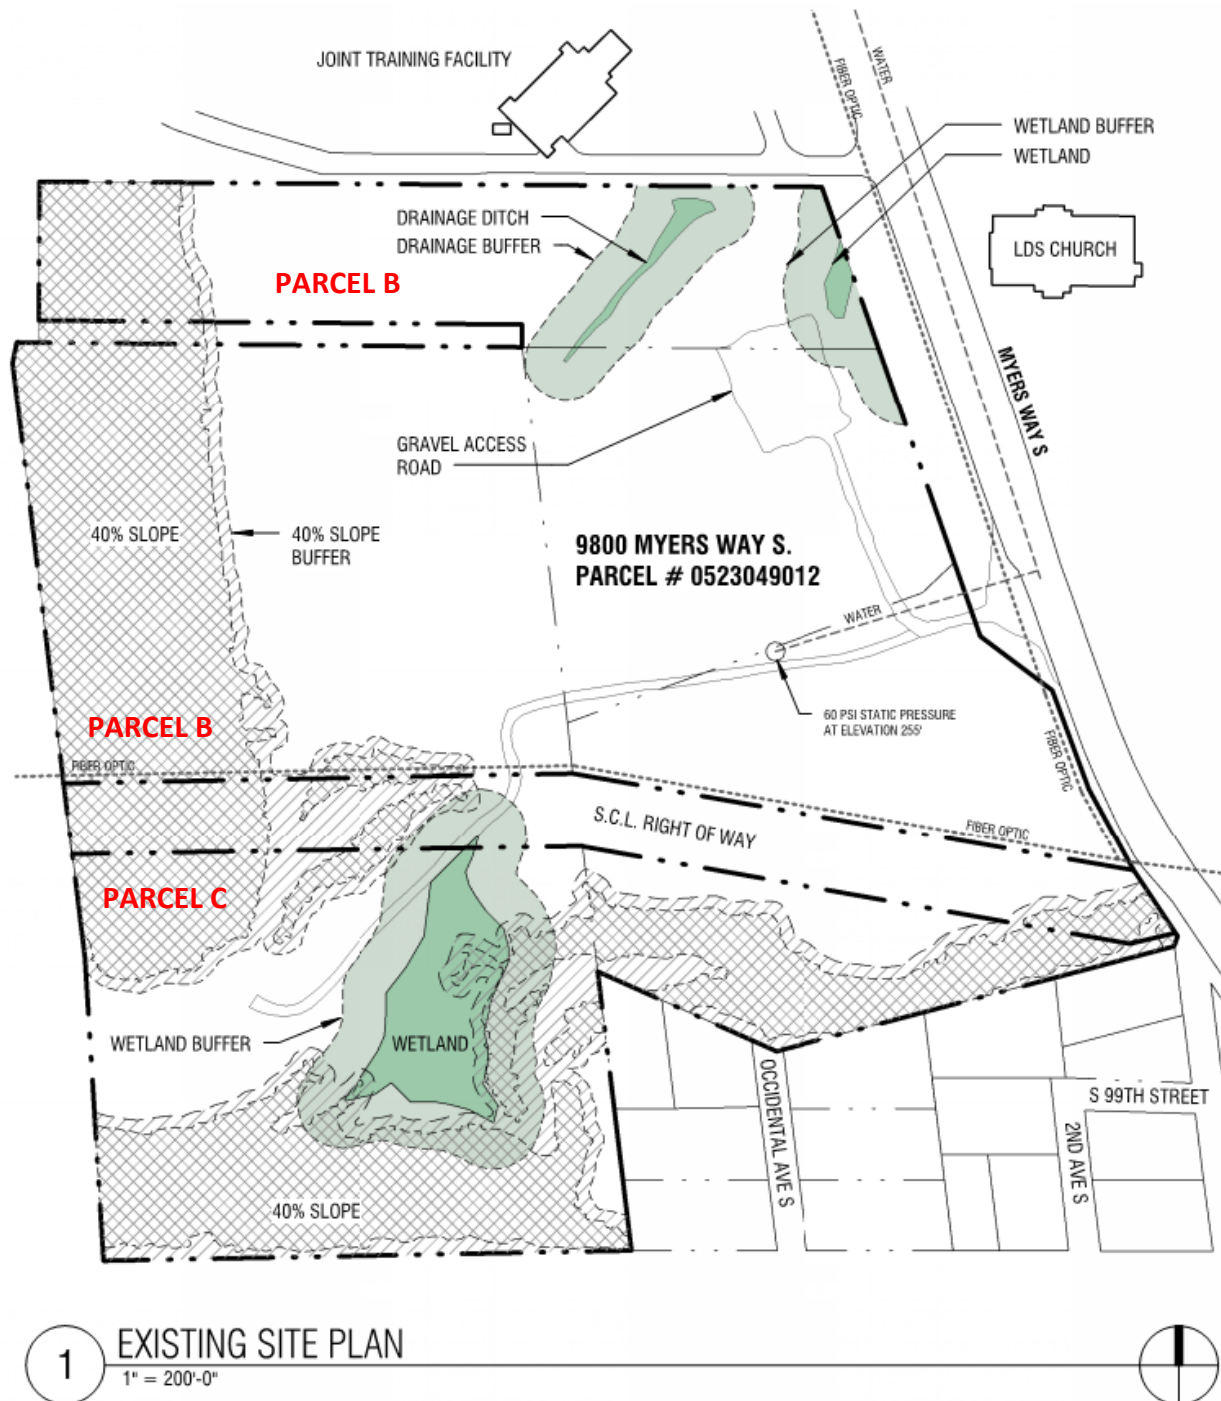 JOINT TRAINING FACILITY
FIBER OPTIC
WATER
WETLAND BUFFER
WETLAND
DRAINAGE DITCH
DRAINAGE BUFFER
LDS CHURCH
PARCEL B
MYERS WAY S
GRAVEL ACCESS
ROAD
40% SLOPE
40% SLOPE
BUFFER
9800 MYERS WAY S.
PARCEL # 0523049012
WATER
PARCEL B
60 PSI STATIC PRESSURE
AT ELEVATION 255'
FIBER OPTIC
FIBER OPTIC
S.C.L. RIGHT OF WAY
FIBER OPTIC
PARCEL C
WETLAND BUFFER
WETLAND
OCCIDENTAL AVE S
2ND AVE S
S 99TH STREET
40% SLOPE
1
EXISTING SITE PLAN
1" = 200'-0"